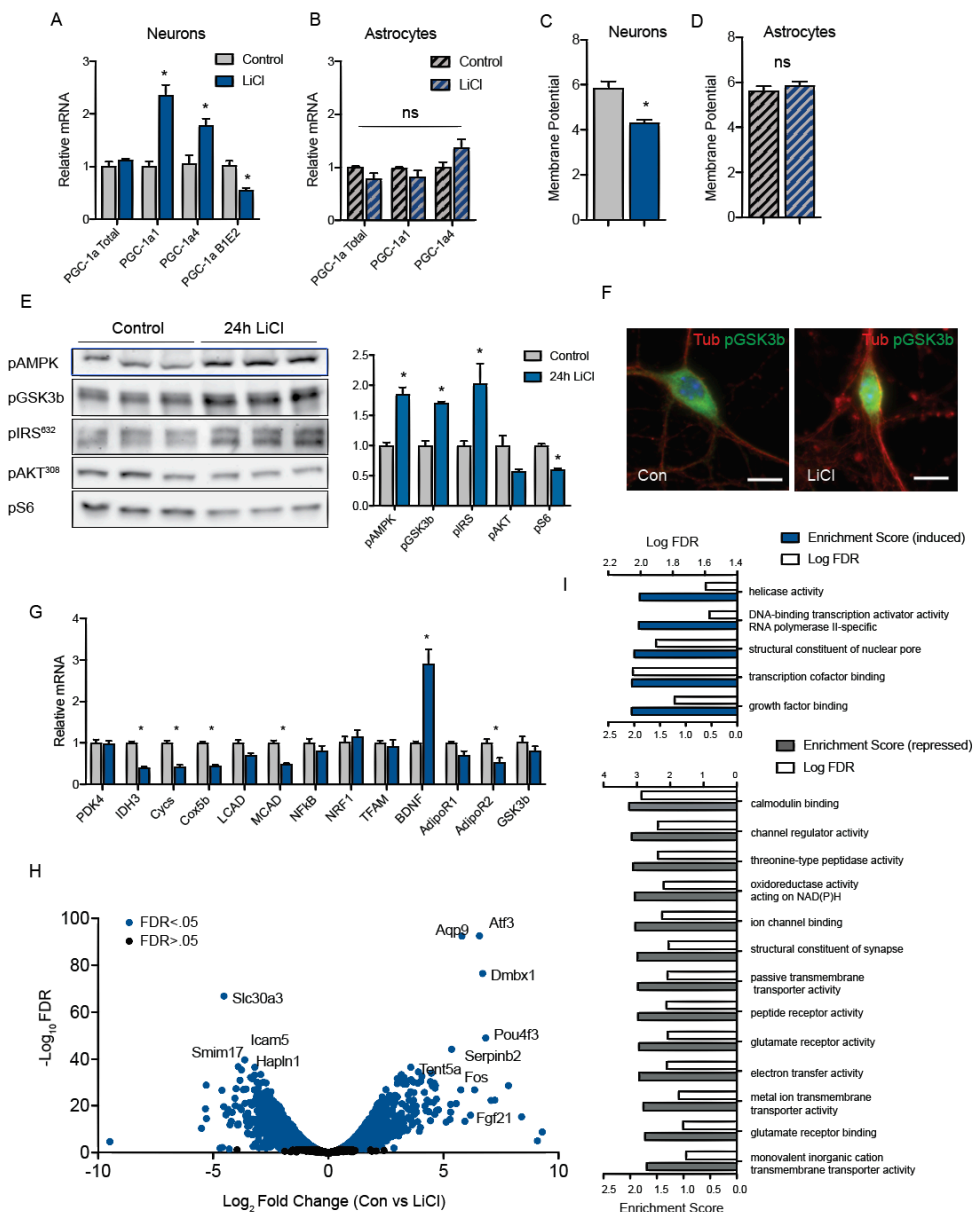 A
Neurons
Control
LiCl
Relative mRNA
3
2
1
0
*
*
*
PGC-1a Total
PGC-1a1
PGC-1a4
PGC-1a B1E2
B
Astrocytes
Control
LiCl
Relative mRNA
3
2
1
0
ns
PGC-1a Total
PGC-1a1
PGC-1a4
C
Neurons
Membrane Potential
8
6
4
2
0
*
D
Astrocytes
Membrane Potential
8
6
4
2
0
ns
E
Control
24h LiCl
pAMPK
pGSK3b
pIRS⁶³²
pAKT³⁰⁸
pS6
Control
24h LiCl
2.5
2.0
1.5
1.0
0.5
0.0
*
*
*
*
pAMPK
pGSK3b
pIRS
pAKT
pS6
F
Tub pGSK3b
Con
Tub pGSK3b
LiCl
G
Relative mRNA
4
3
2
1
0
*
*
*
*
*
*
PDK4
IDH3
Cycs
Cox5b
LCAD
MCAD
NFkB
NRF1
TFAM
BDNF
AdipoR1
AdipoR2
GSK3b
H
-Log₁₀ FDR
100
80
60
40
20
0
FDR<.05
FDR>.05
Aqp9
Atf3
Dmbx1
Slc30a3
Pou4f3
Icam5
Smim17
Hapln1
Serpinb2
Tent5a
Fos
Fgf21
-10
-5
0
5
10
Log₂ Fold Change (Con vs LiCl)
I
Log FDR
2.2
2.0
1.8
1.6
1.4
Enrichment Score (induced)
Log FDR
helicase activity
DNA-binding transcription activator activity
RNA polymerase II-specific
structural constituent of nuclear pore
transcription cofactor binding
growth factor binding
2.5
2.0
1.5
1.0
0.5
0.0
Enrichment Score (repressed)
Log FDR
4
3
2
1
0
calmodulin binding
channel regulator activity
threonine-type peptidase activity
oxidoreductase activity
acting on NAD(P)H
ion channel binding
structural constituent of synapse
passive transmembrane
transporter activity
peptide receptor activity
glutamate receptor activity
electron transfer activity
metal ion transmembrane
transporter activity
glutamate receptor binding
monovalent inorganic cation
transmembrane transporter activity
2.5
2.0
1.5
1.0
0.5
0.0
Enrichment Score